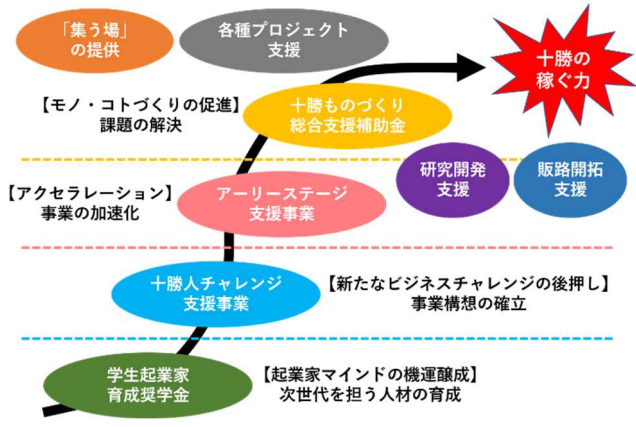 「集う場」
の提供
各種プロジェクト
支援
十勝の
稼ぐ力
【モノ・コトづくりの促進】
課題の解決
十勝ものづくり
総合支援補助金
研究開発
支援
販路開拓
支援
【アクセラレーション】
事業の加速化
アーリーステージ
支援事業
十勝人チャレンジ
支援事業
【新たなビジネスチャレンジの後押し】
事業構想の確立
学生起業家
育成奨学金
【起業家マインドの機運醸成】
次世代を担う人材の育成